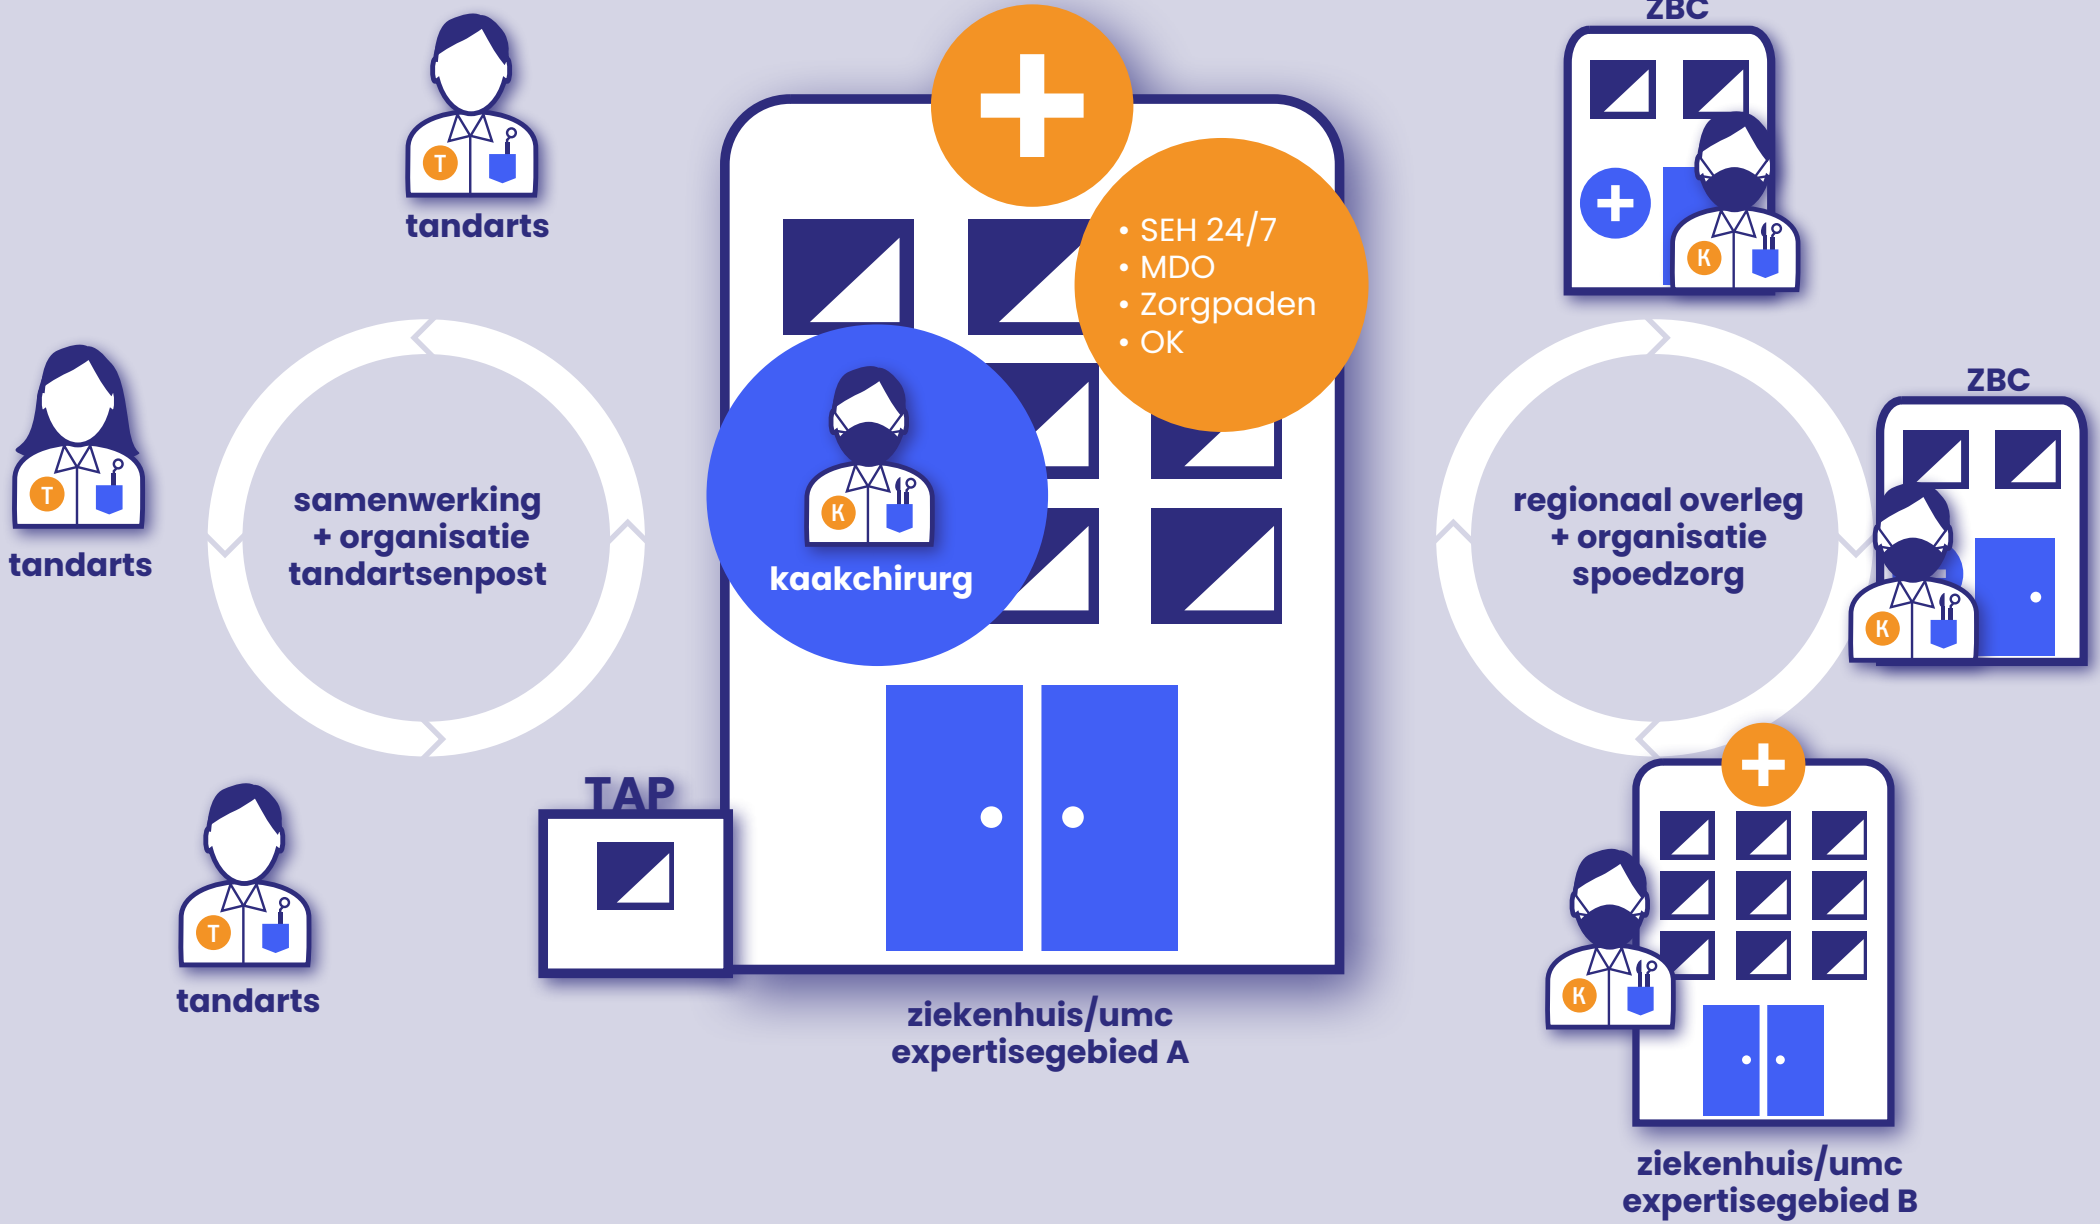 tandarts
T
tandarts
T
samenwerking
+ organisatie
tandartsenpost
tandarts
T
TAP
• SEH 24/7
• MDO
• Zorgpaden
• OK
K
kaakchirurg
ziekenhuis/umc
expertisegebied A
ZBC
K
ZBC
K
regionaal overleg
+ organisatie
spoedzorg
K
ziekenhuis/umc
expertisegebied B